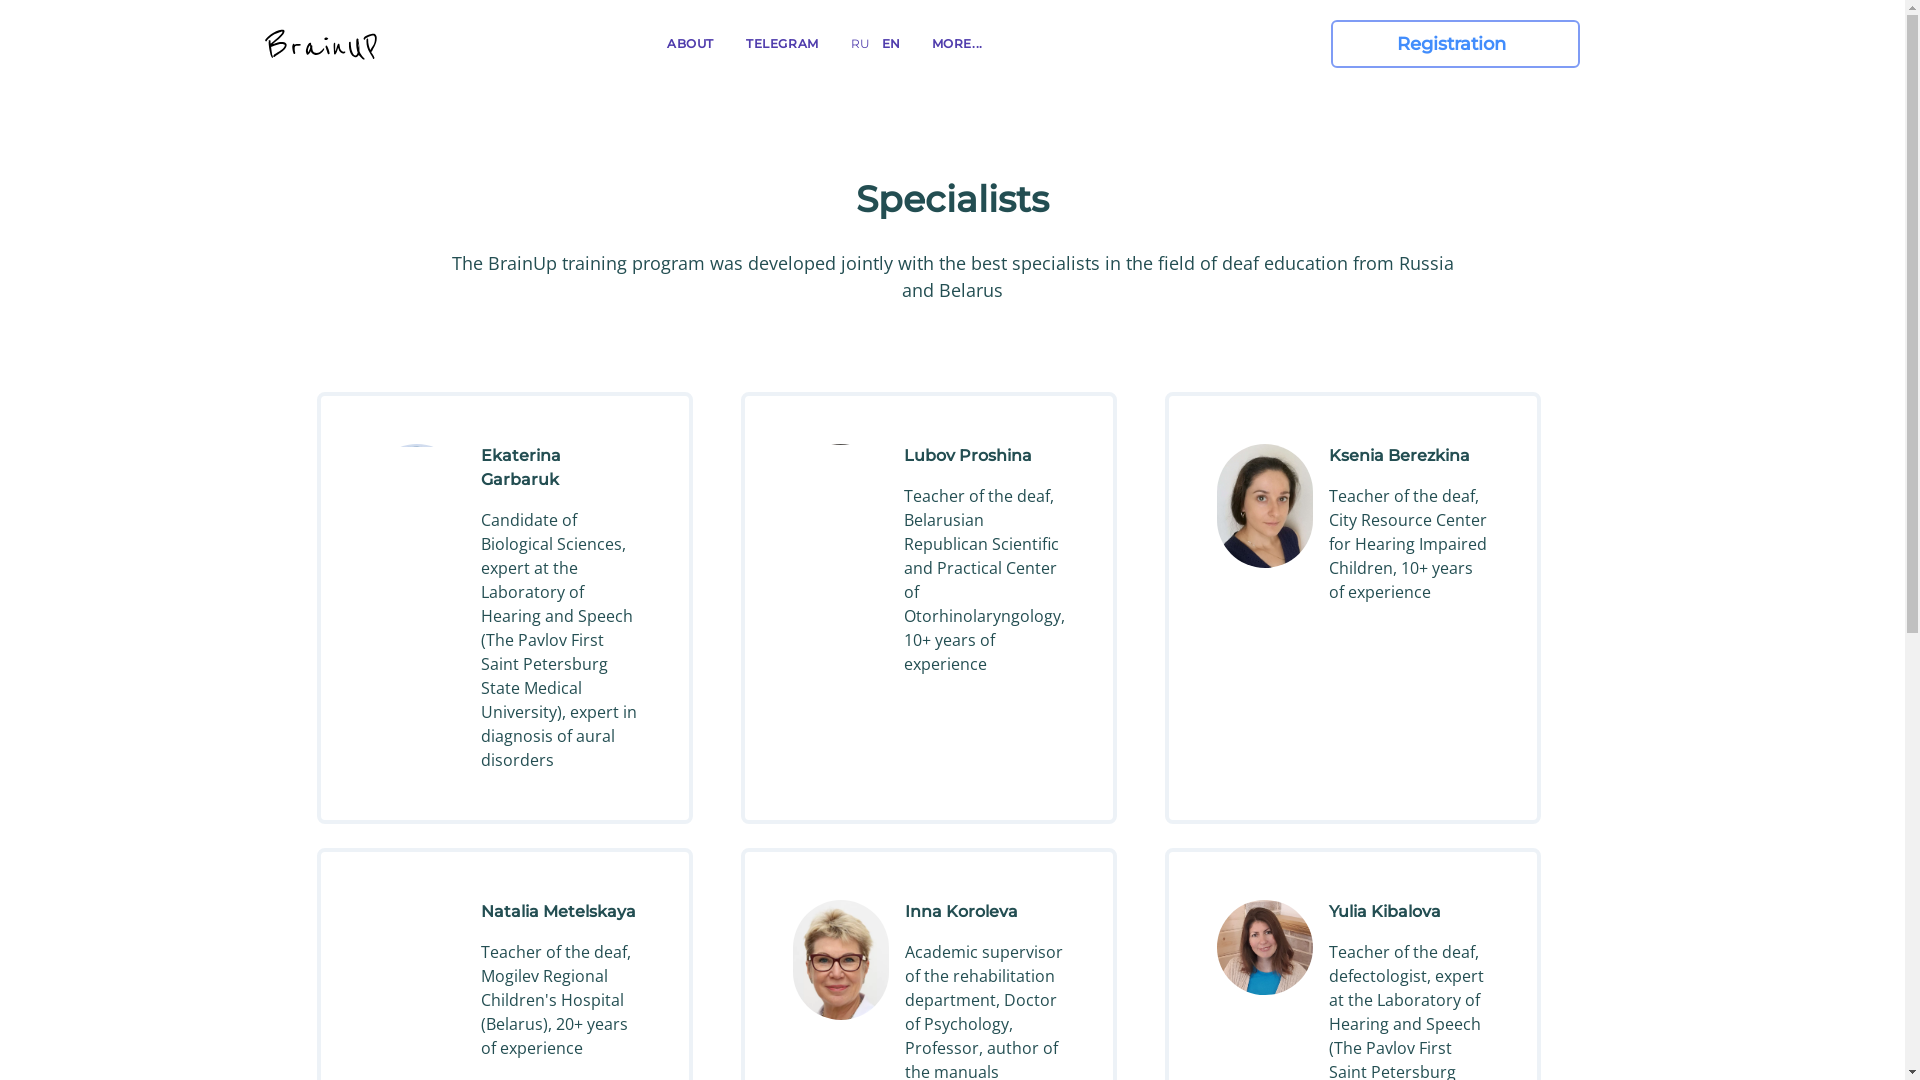 BrainUP
ABOUT
TELEGRAM
RU
EN
MORE...
Registration
Specialists
The BrainUp training program was developed jointly with the best specialists in the field of deaf education from Russia
and Belarus
Ekaterina
Garbaruk
Candidate of
Biological Sciences,
expert at the
Laboratory of
Hearing and Speech
(The Pavlov First
Saint Petersburg
State Medical
University), expert in
diagnosis of aural
disorders
Lubov Proshina
Teacher of the deaf,
Belarusian
Republican Scientific
and Practical Center
of
Otorhinolaryngology,
10+ years of
experience
Ksenia Berezkina
Teacher of the deaf,
City Resource Center
for Hearing Impaired
Children, 10+ years
of experience
Natalia Metelskaya
Teacher of the deaf,
Mogilev Regional
Children's Hospital
(Belarus), 20+ years
of experience
Inna Koroleva
Academic supervisor
of the rehabilitation
department, Doctor
of Psychology,
Professor, author of
the manuals
Yulia Kibalova
Teacher of the deaf,
defectologist, expert
at the Laboratory of
Hearing and Speech
(The Pavlov First
Saint Petersburg